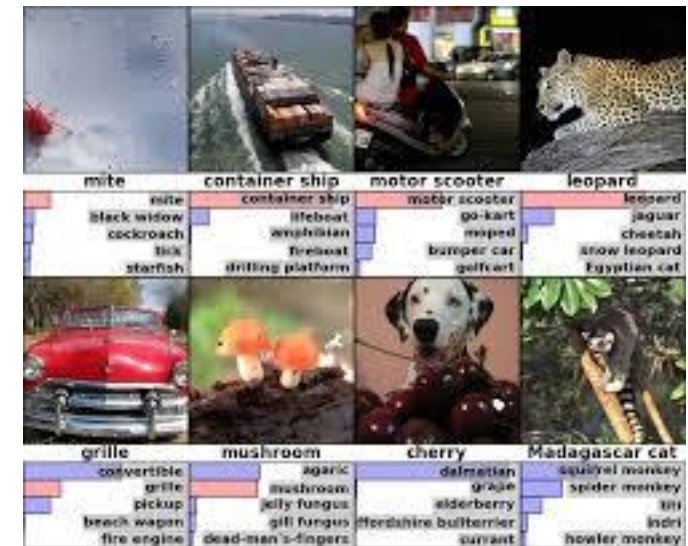 mite
container ship
motor scooter
leopard
mite
black widow
cockroach
tick
starfish
container ship
lifeboat
amphibian
fireboat
drilling platform
motor scooter
go-kart
moped
bumper car
golfcart
leopard
jaguar
cheetah
snow leopard
Egyptian cat
grille
mushroom
cherry
Madagascar cat
convertible
grille
pickup
beach wagon
fire engine
agaric
mushroom
jelly fungus
gill fungus
dead-man's-fingers
dalmatian
grape
elderberry
ffordshire bullterrier
currant
squirrel monkey
spider monkey
titi
indri
howler monkey